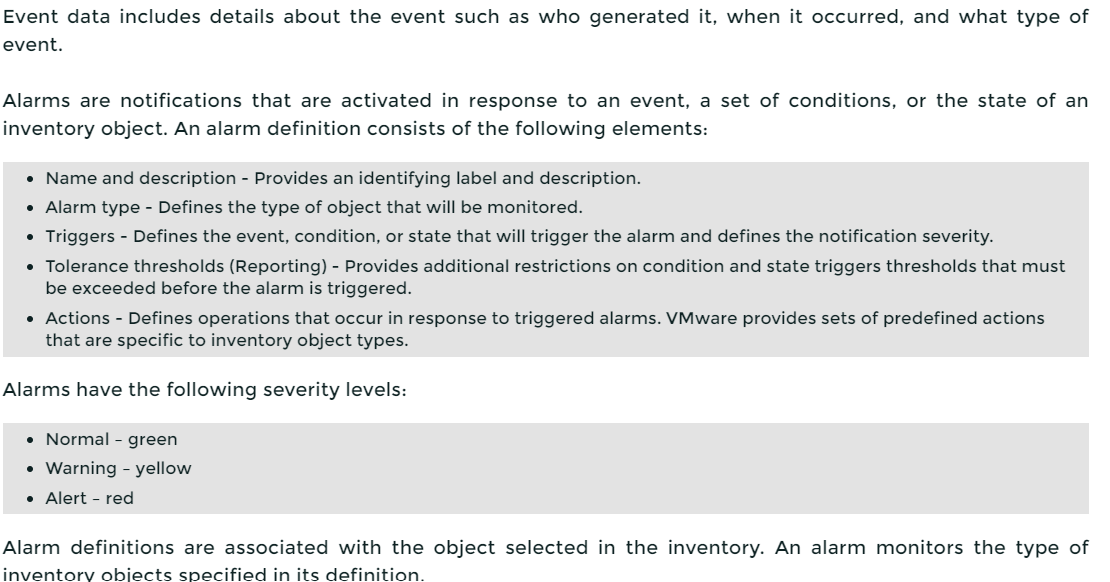 Event data includes details about the event such as who generated it, when it occurred, and what type of
event.
Alarms are notifications that are activated in response to an event, a set of conditions, or the state of an
inventory object. An alarm definition consists of the following elements:
• Name and description - Provides an identifying label and description.
• Alarm type - Defines the type of object that will be monitored.
• Triggers - Defines the event, condition, or state that will trigger the alarm and defines the notification severity.
• Tolerance thresholds (Reporting) - Provides additional restrictions on condition and state triggers thresholds that must
be exceeded before the alarm is triggered.
• Actions - Defines operations that occur in response to triggered alarms. VMware provides sets of predefined actions
that are specific to inventory object types.
Alarms have the following severity levels:
• Normal – green
• Warning – yellow
• Alert – red
Alarm definitions are associated with the object selected in the inventory. An alarm monitors the type of
inventory objects specified in its definition.